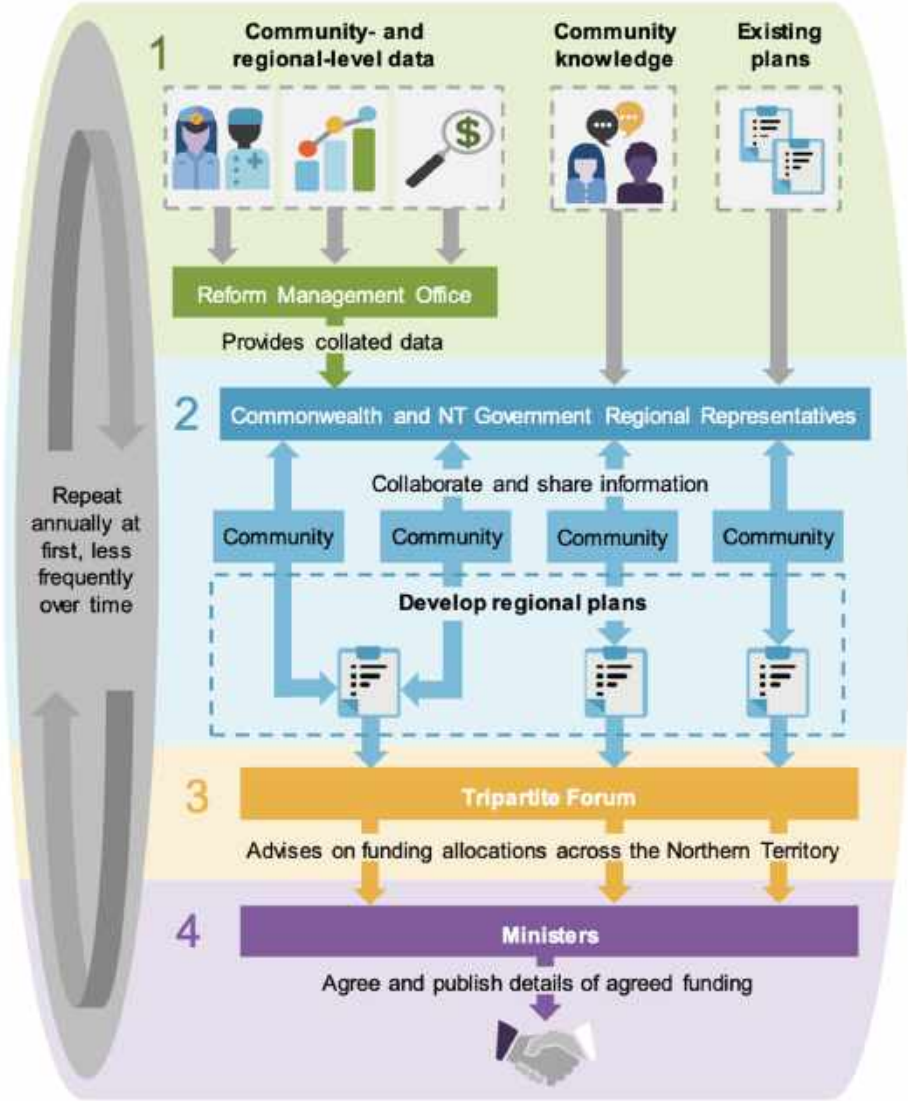 1
Community- and
regional-level data
Community
knowledge
Existing
plans
$
Reform Management Office
Provides collated data
2
Commonwealth and NT Government Regional Representatives
Collaborate and share information
Community
Community
Community
Community
Develop regional plans
Repeat
annually at
first, less
frequently
over time
3
Tripartite Forum
Advises on funding allocations across the Northern Territory
4
Ministers
Agree and publish details of agreed funding